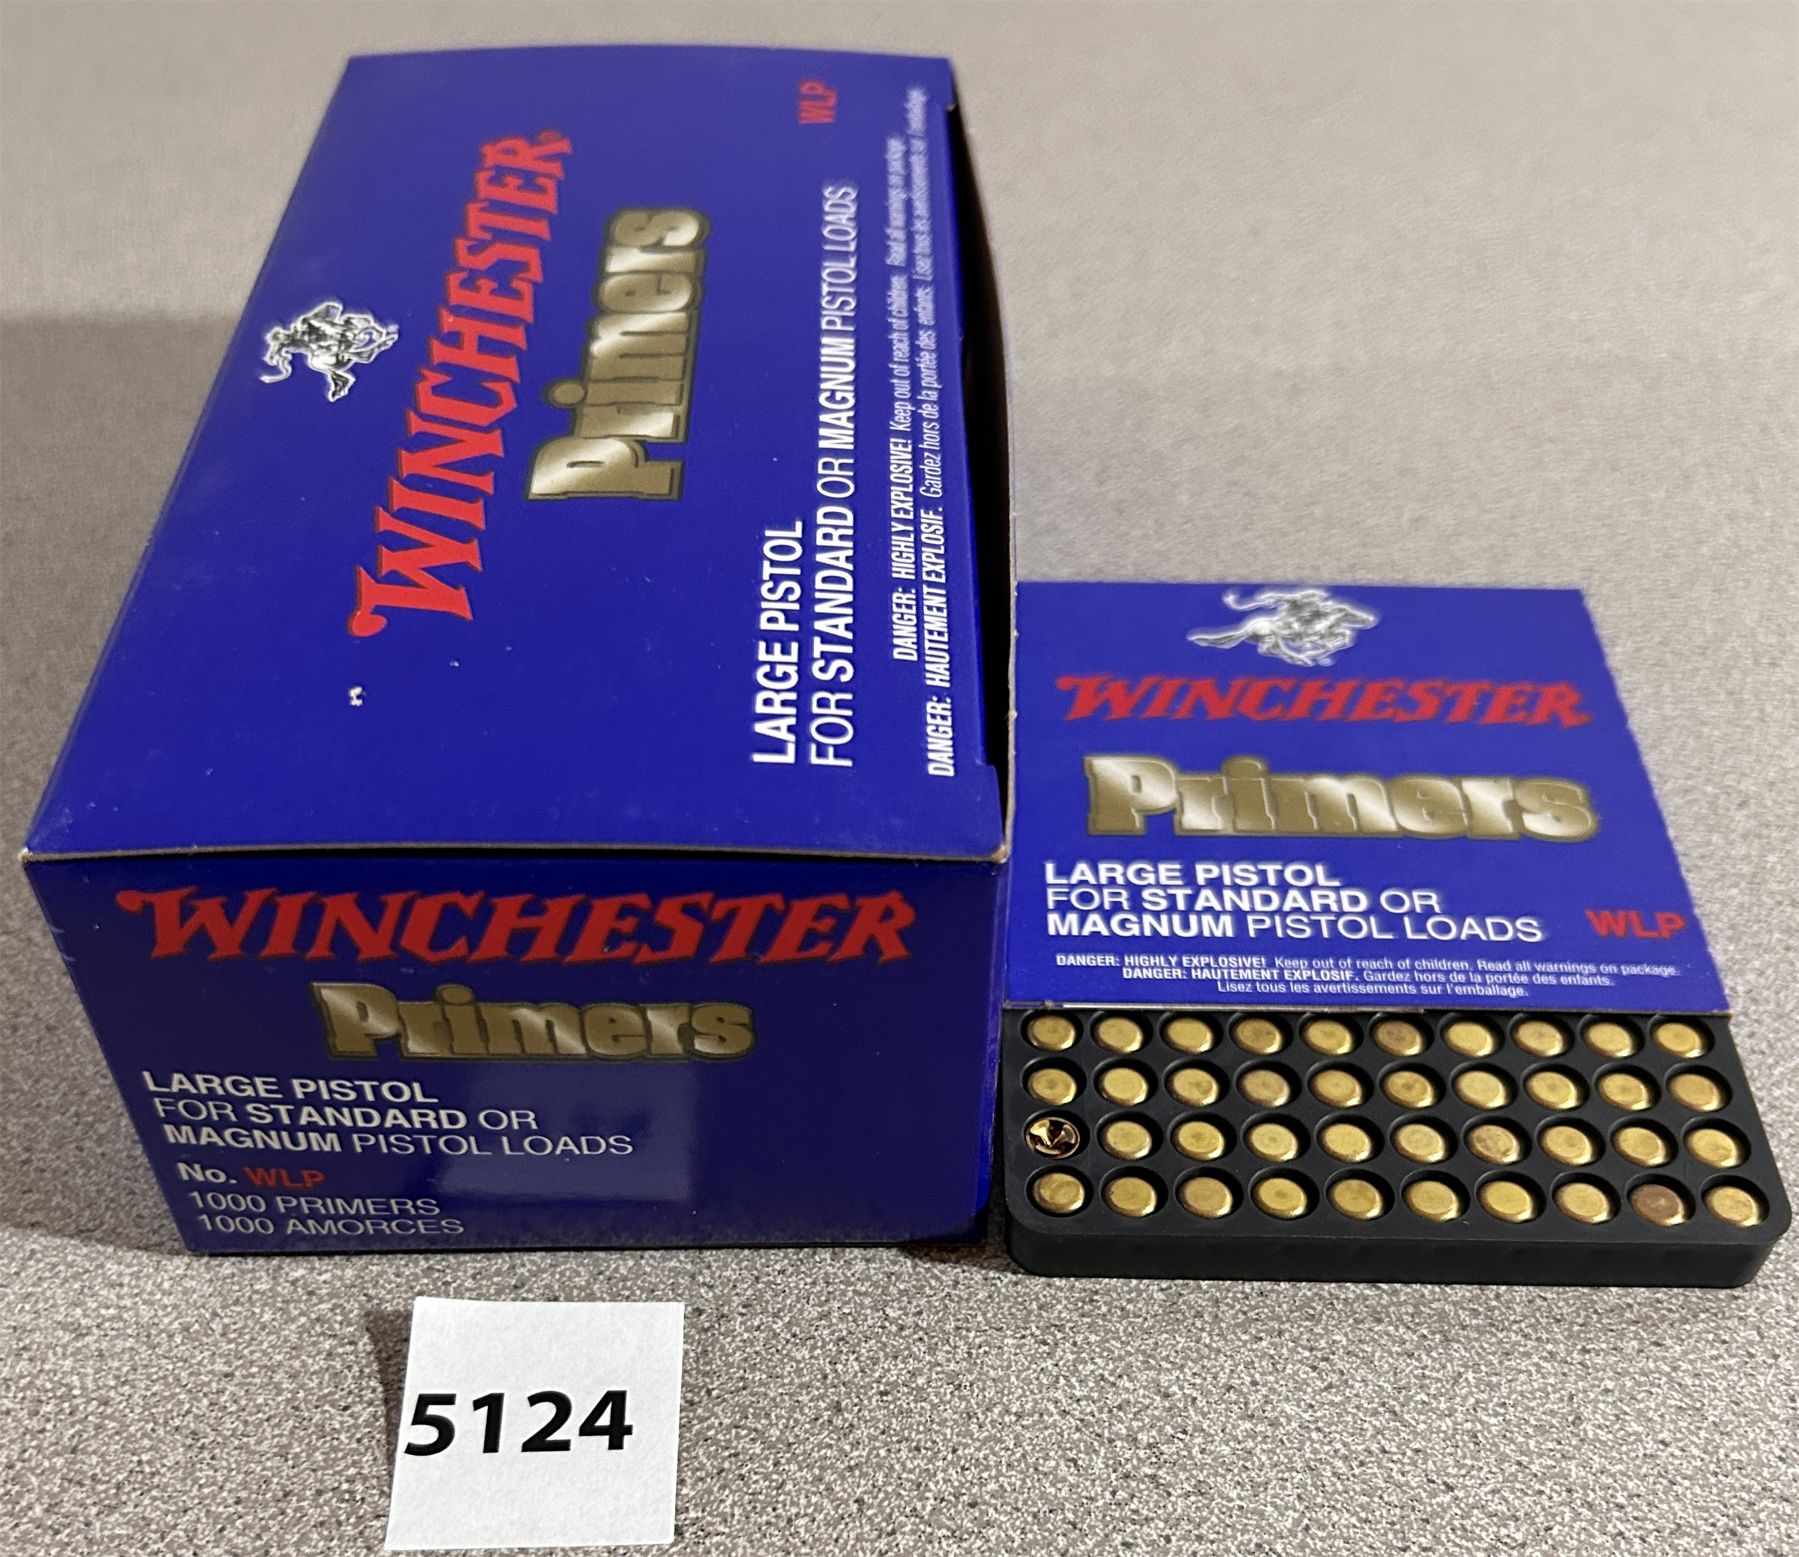 WINCHESTER
Primers
WLP
LARGE PISTOL
FOR STANDARD OR MAGNUM PISTOL LOADS
DANGER: HIGHLY EXPLOSIVE! Keep out of reach of children. Read all warnings on package.
DANGER: HAUTEMENT EXPLOSIF. Gardez hors de la portée des enfants. Lisez tous les avertissements sur l'emballage.
WINCHESTER
Primers
LARGE PISTOL
FOR STANDARD OR
MAGNUM PISTOL LOADS
No. WLP
1000 PRIMERS
1000 AMORCES
WINCHESTER
Primers
LARGE PISTOL
FOR STANDARD OR
MAGNUM PISTOL LOADS WLP
DANGER: HIGHLY EXPLOSIVE! Keep out of reach of children. Read all warnings on package.
DANGER: HAUTEMENT EXPLOSIF. Gardez hors de la portée des enfants.
Lisez tous les avertissements sur l'emballage.
5124